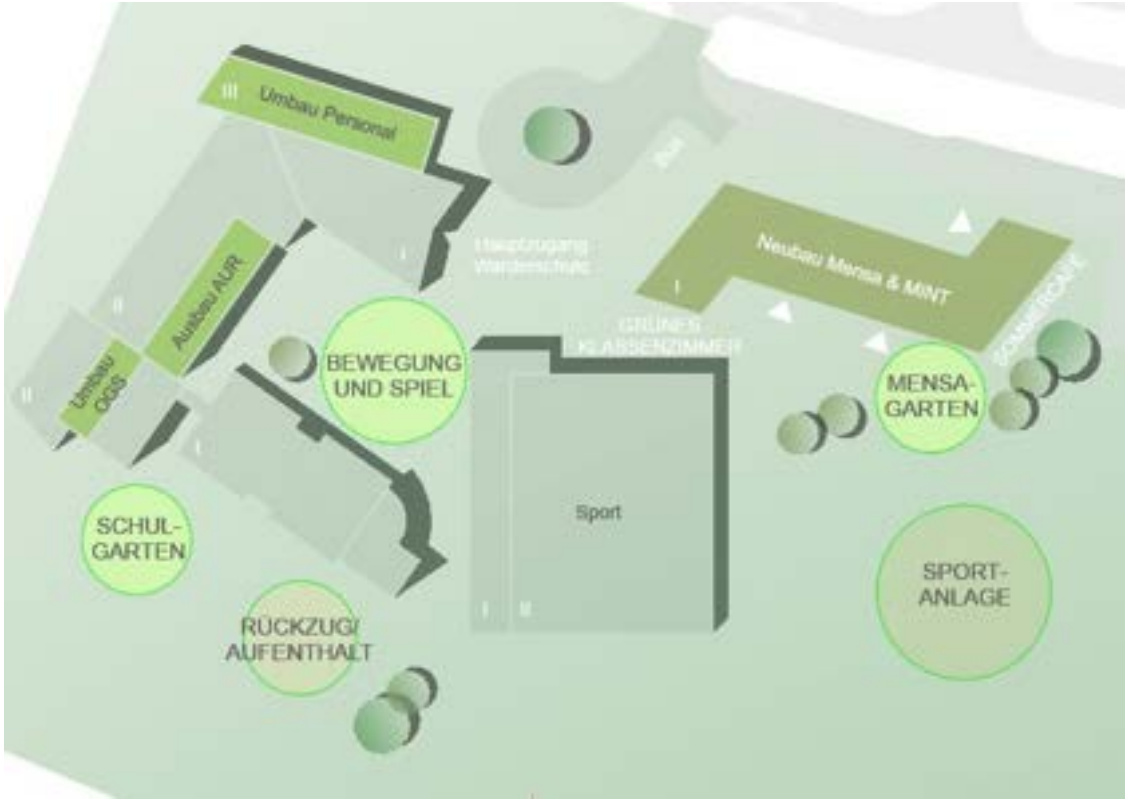 III
Umbau Personal
Bus
Hauptzugang
I
Neubau Mensa & MINT
I
Ausbau AUR
II
GRÜNES
KLASSENZIMMER
SOMMERCAFE
BEWEGUNG
UND SPIEL
Umbau
OGS
II
MENSA-
GARTEN
I
Sport
SCHUL-
GARTEN
SPORT-
ANLAGE
I
II
RÜCKZUG/
AUFENTHALT